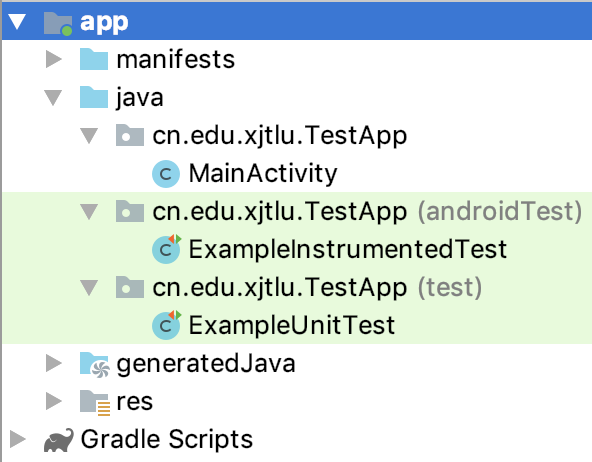 app
manifests
java
cn.edu.xjtlu.TestApp
C MainActivity
cn.edu.xjtlu.TestApp (androidTest)
C ExampleInstrumentedTest
cn.edu.xjtlu.TestApp (test)
C ExampleUnitTest
generatedJava
res
Gradle Scripts